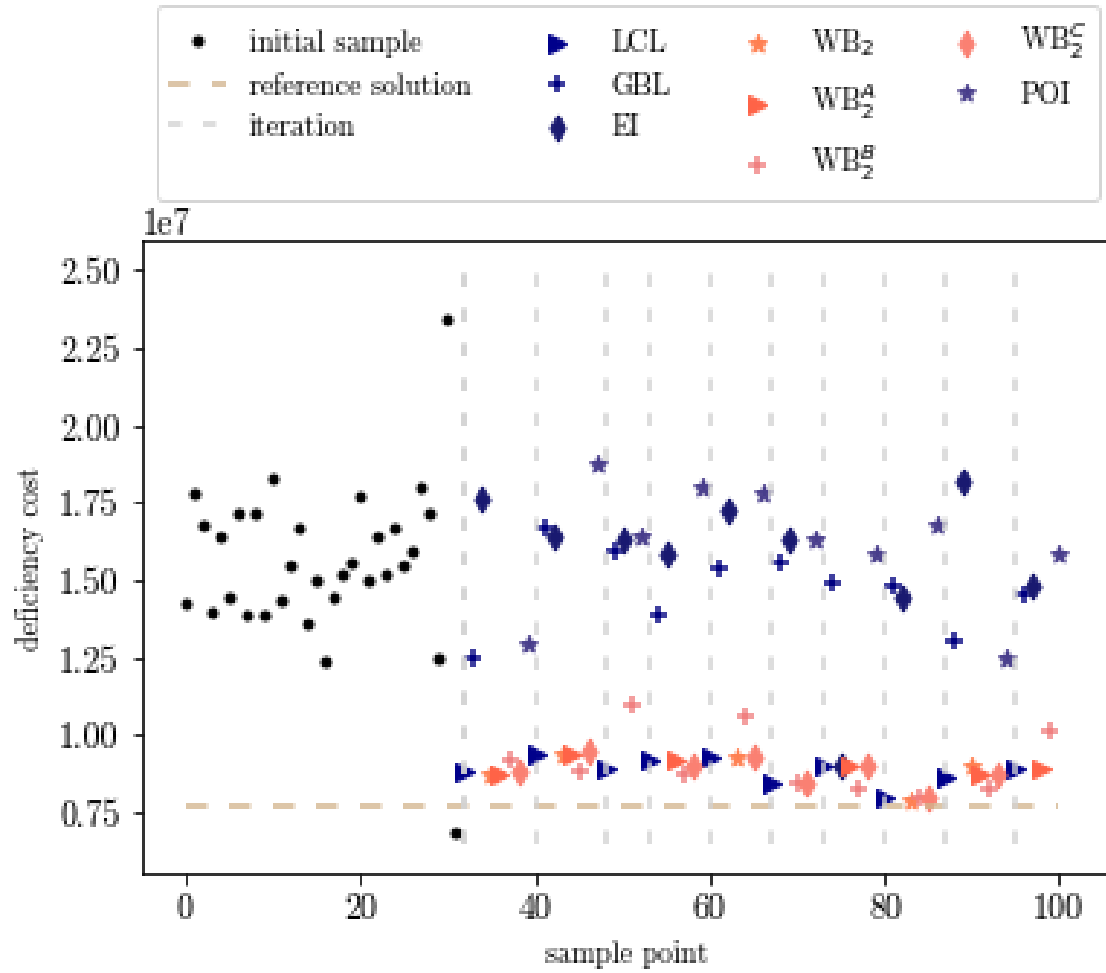 initial sample
reference solution
iteration
LCL
GBL
EI
WB₂
WB₂ᴬ
WB₂ᴮ
WB₂ꟲ
POI
1e7
2.50
2.25
2.00
1.75
1.50
1.25
1.00
0.75
deficiency cost
0 20 40 60 80 100
sample point